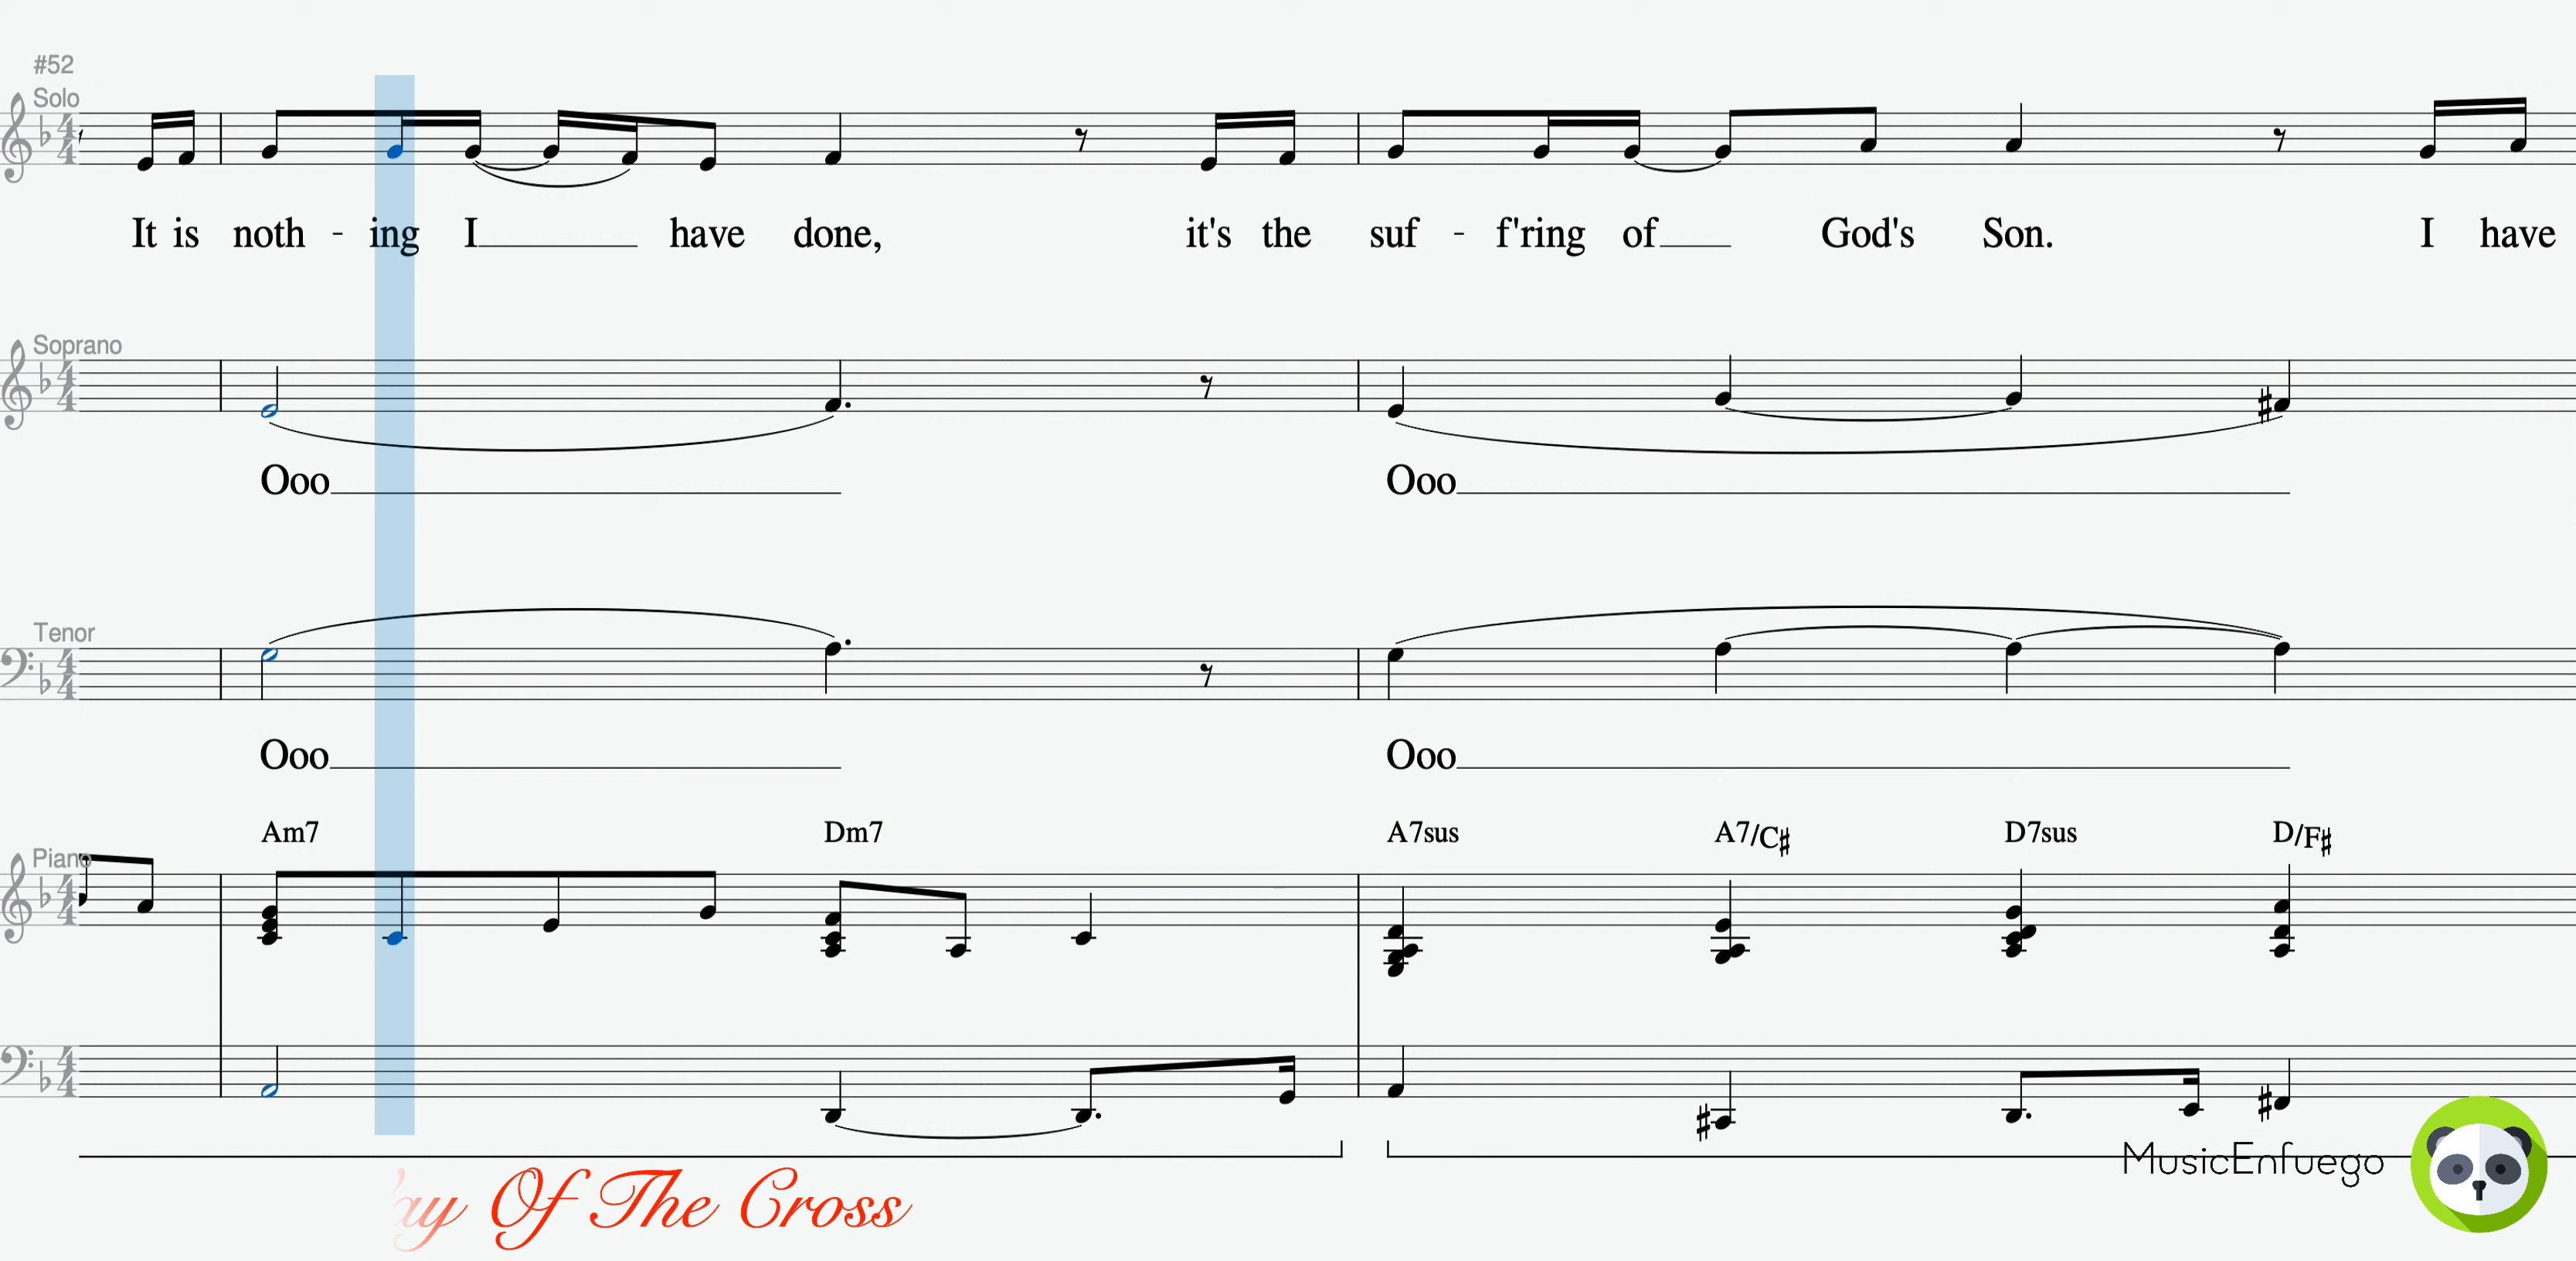 #52
Solo
It is noth - ing I have done, it's the suf - f'ring of God's Son. I have
Soprano
Ooo Ooo
Tenor
Ooo Ooo
Am7 Dm7 A7sus A7/C♯ D7sus D/F♯
Piano
MusicEnfuego
Of The Cross